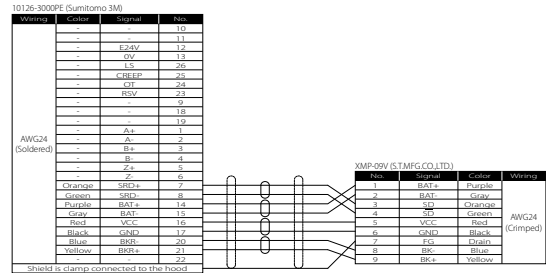 10126-3000PE (Sumitomo 3M)
Wiring Color Signal No.
- - 10
- - 11
- E24V 12
- 0V 13
- LS 26
- CREEP 25
- OT 24
- RSV 23
- - 9
- - 18
- - 19
- A+ 1
AWG24 (Soldered)
- A- 2
- B+ 3
- B- 4
- Z+ 5
- Z- 6
Orange SRD+ 7
Green SRD- 8
Purple BAT+ 14
Gray BAT- 15
Red VCC 16
Black GND 17
Blue BKR- 20
Yellow BKR+ 21
- - 22
Shield is clamp connected to the hood
XMP-09V (S.T.MFG.CO.,LTD.)
No. Signal Color Wiring
1 BAT+ Purple
2 BAT- Gray
3 SD Orange
4 S̅D̅ Green
AWG24 (Crimped)
5 VCC Red
6 GND Black
7 FG Drain
8 BK- Blue
9 BK+ Yellow